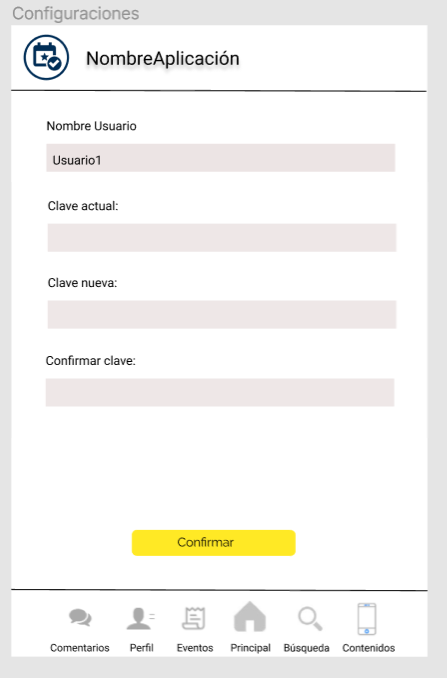 Configuraciones
NombreAplicación
Nombre Usuario
Usuario1
Clave actual:
Clave nueva:
Confirmar clave:
Confirmar
Comentarios Perfil Eventos Principal Búsqueda Contenidos